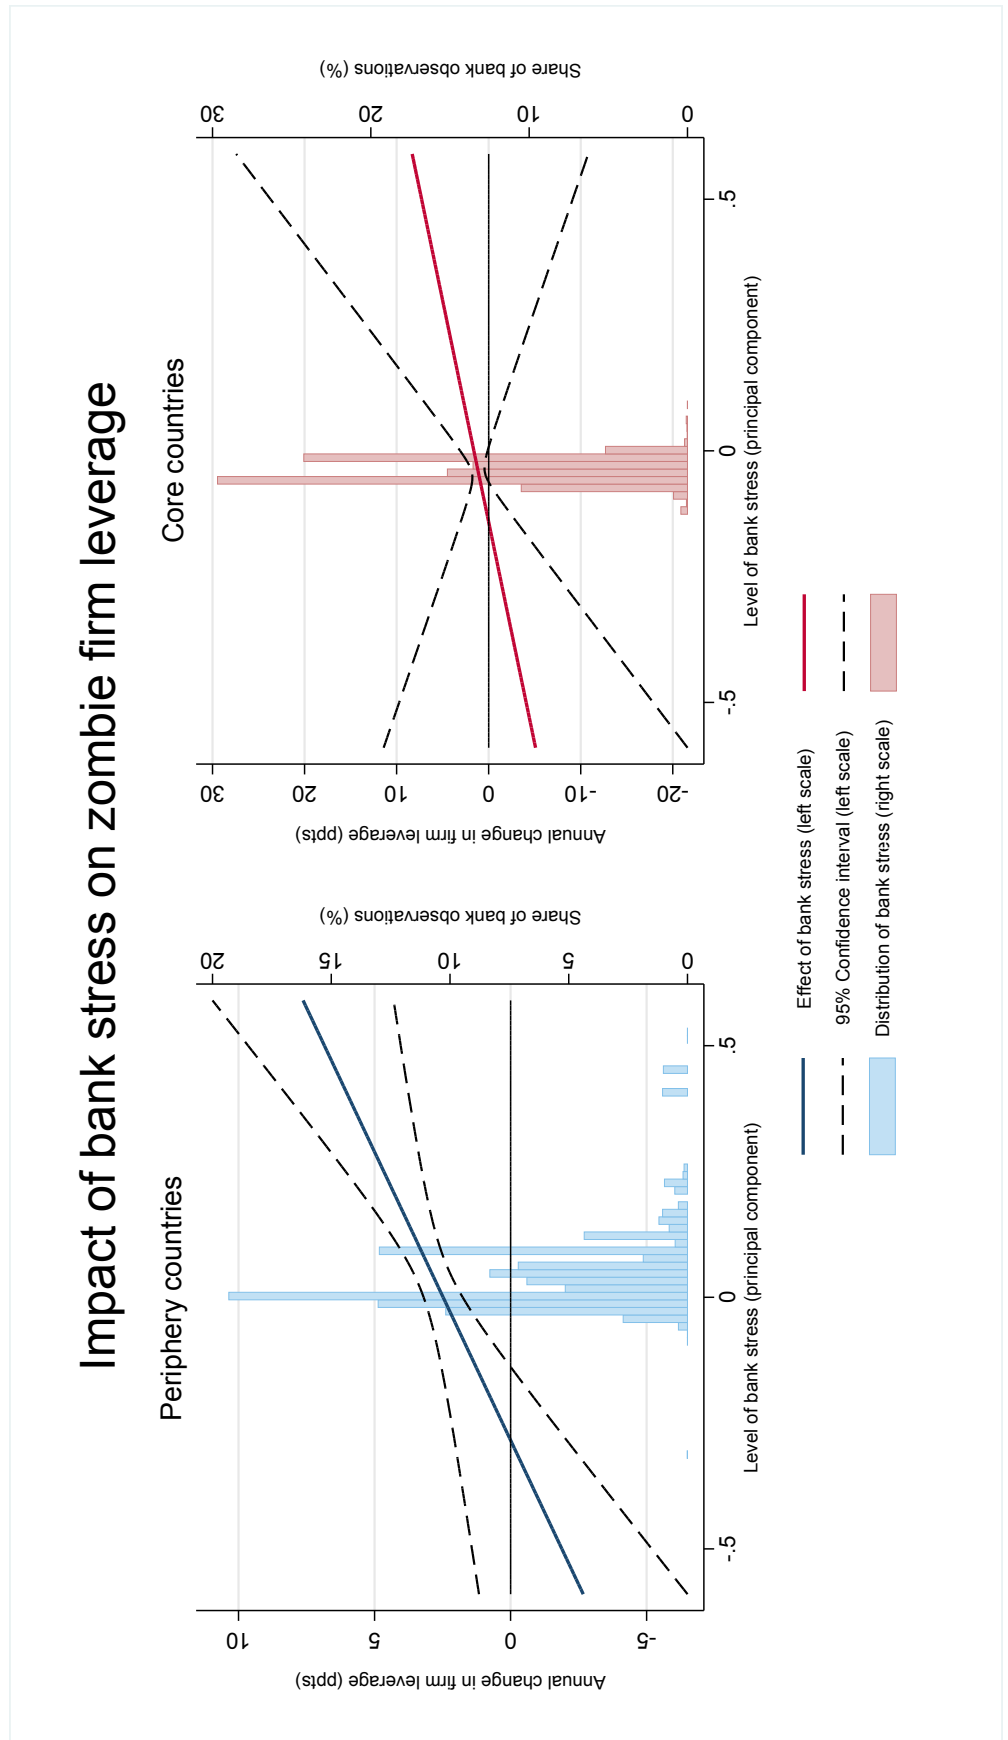 Impact of bank stress on zombie firm leverage
Periphery countries
Annual change in firm leverage (ppts)
-5
0
5
10
Share of bank observations (%)
0
5
10
15
20
-.5
0
.5
Level of bank stress (principal component)
Core countries
Annual change in firm leverage (ppts)
-20
-10
0
10
20
30
Share of bank observations (%)
0
10
20
30
-.5
0
.5
Level of bank stress (principal component)
Effect of bank stress (left scale)
95% Confidence interval (left scale)
Distribution of bank stress (right scale)